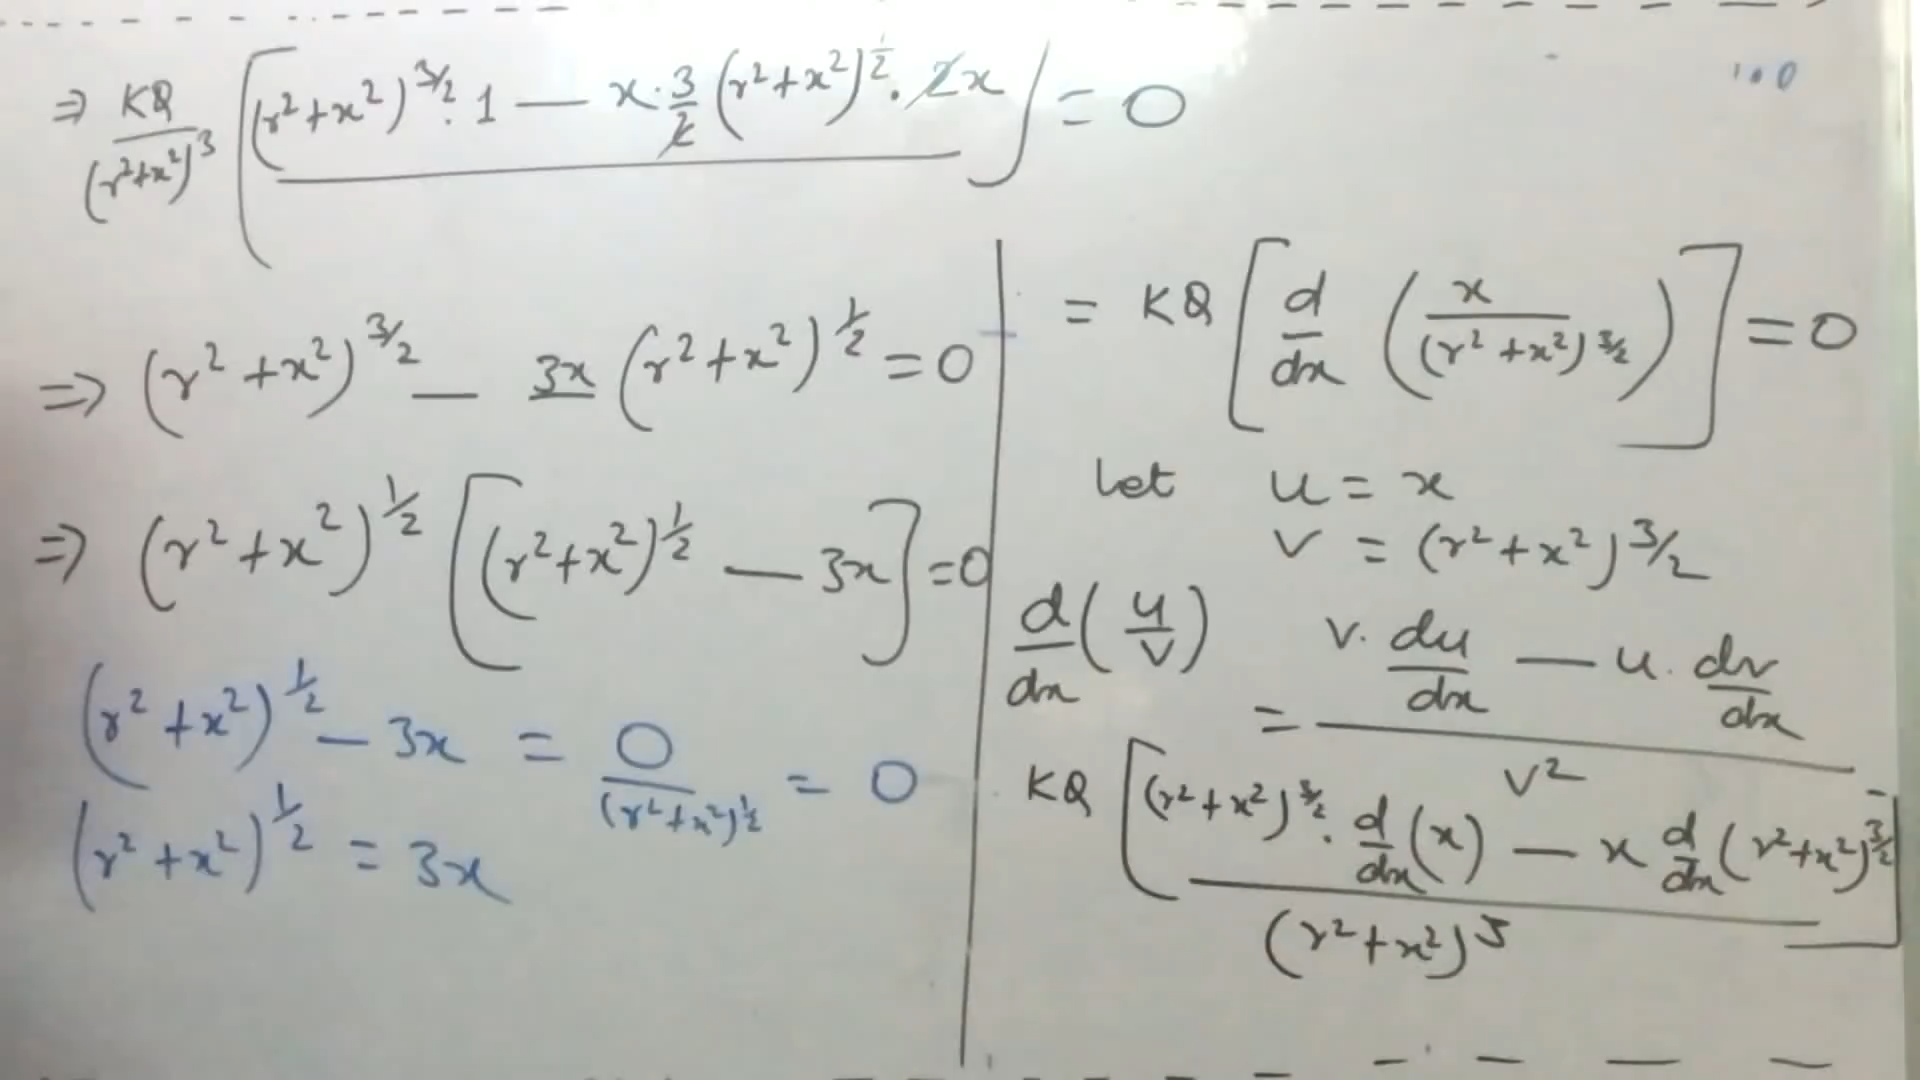 ⇒ KQ/(r²+x²)³ [(r²+x²)^3/2 . 1 — x · 3/2 (r²+x²)^1/2 . 2x] = 0
⇒ (r²+x²)^3/2 — 3x (r²+x²)^1/2 = 0
⇒ (r²+x²)^1/2 [(r²+x²)^1/2 — 3x] = 0
(r²+x²)^1/2 — 3x = 0/(r²+x²)^1/2 = 0
(r²+x²)^1/2 = 3x
= KQ [d/dx (x/(r²+x²)^3/2)] = 0
Let u = x
v = (r²+x²)^3/2
d/dx (u/v) = (v. du/dx — u. dv/dx)/v²
KQ [((r²+x²)^3/2 . d/dx (x) — x d/dx (r²+x²)^3/2)/(r²+x²)³]